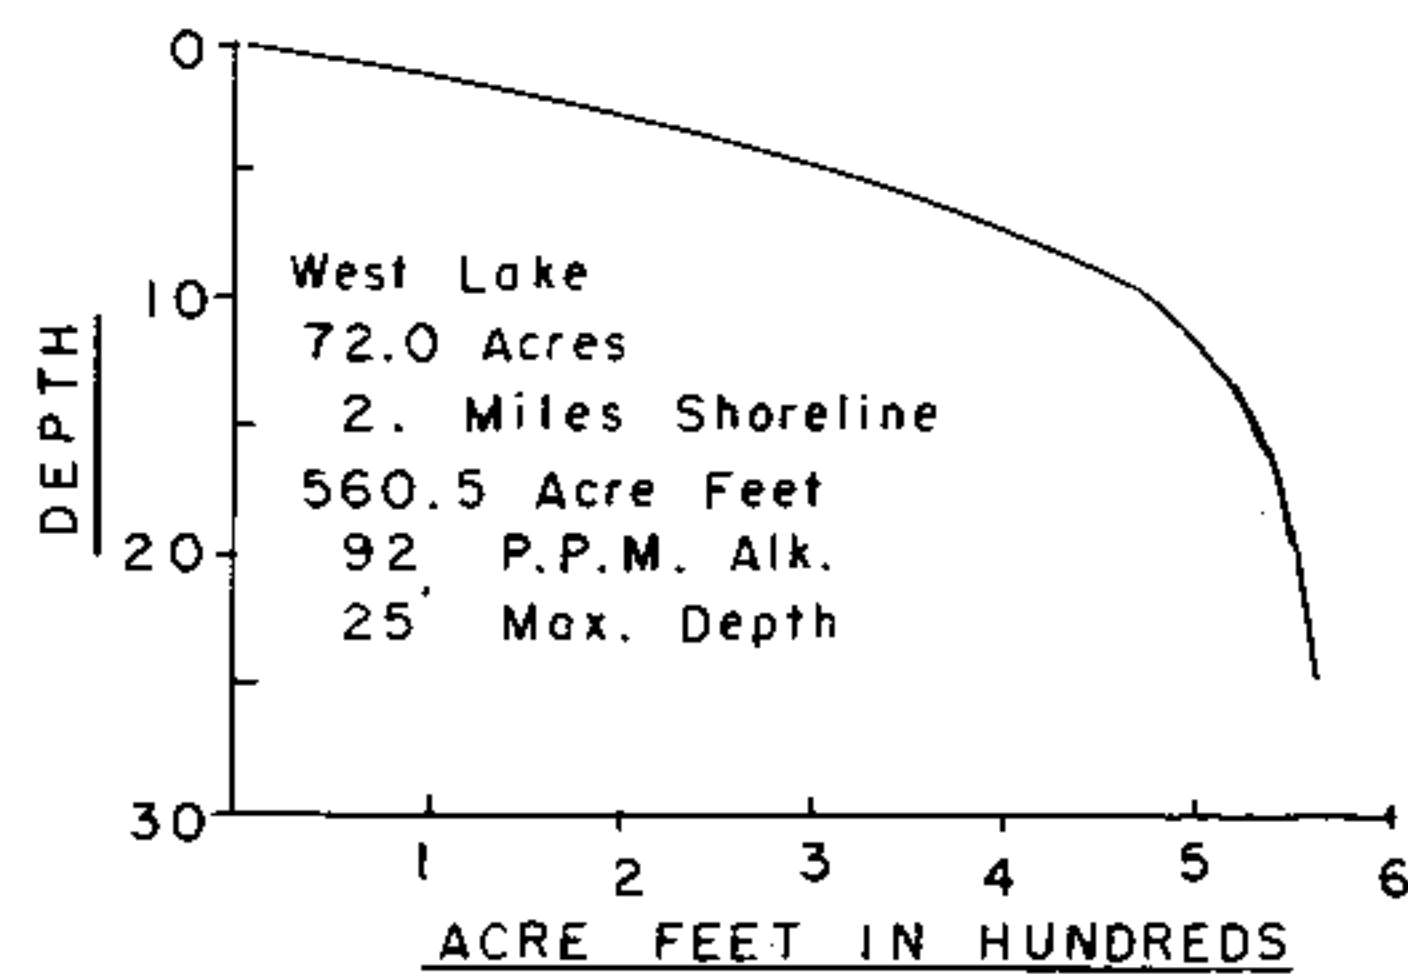 0
10
20
30
DEPTH
West Lake
72.0 Acres
2. Miles Shoreline
560.5 Acre Feet
92 P.P.M. Alk.
25' Max. Depth
1 2 3 4 5 6
ACRE FEET IN HUNDREDS